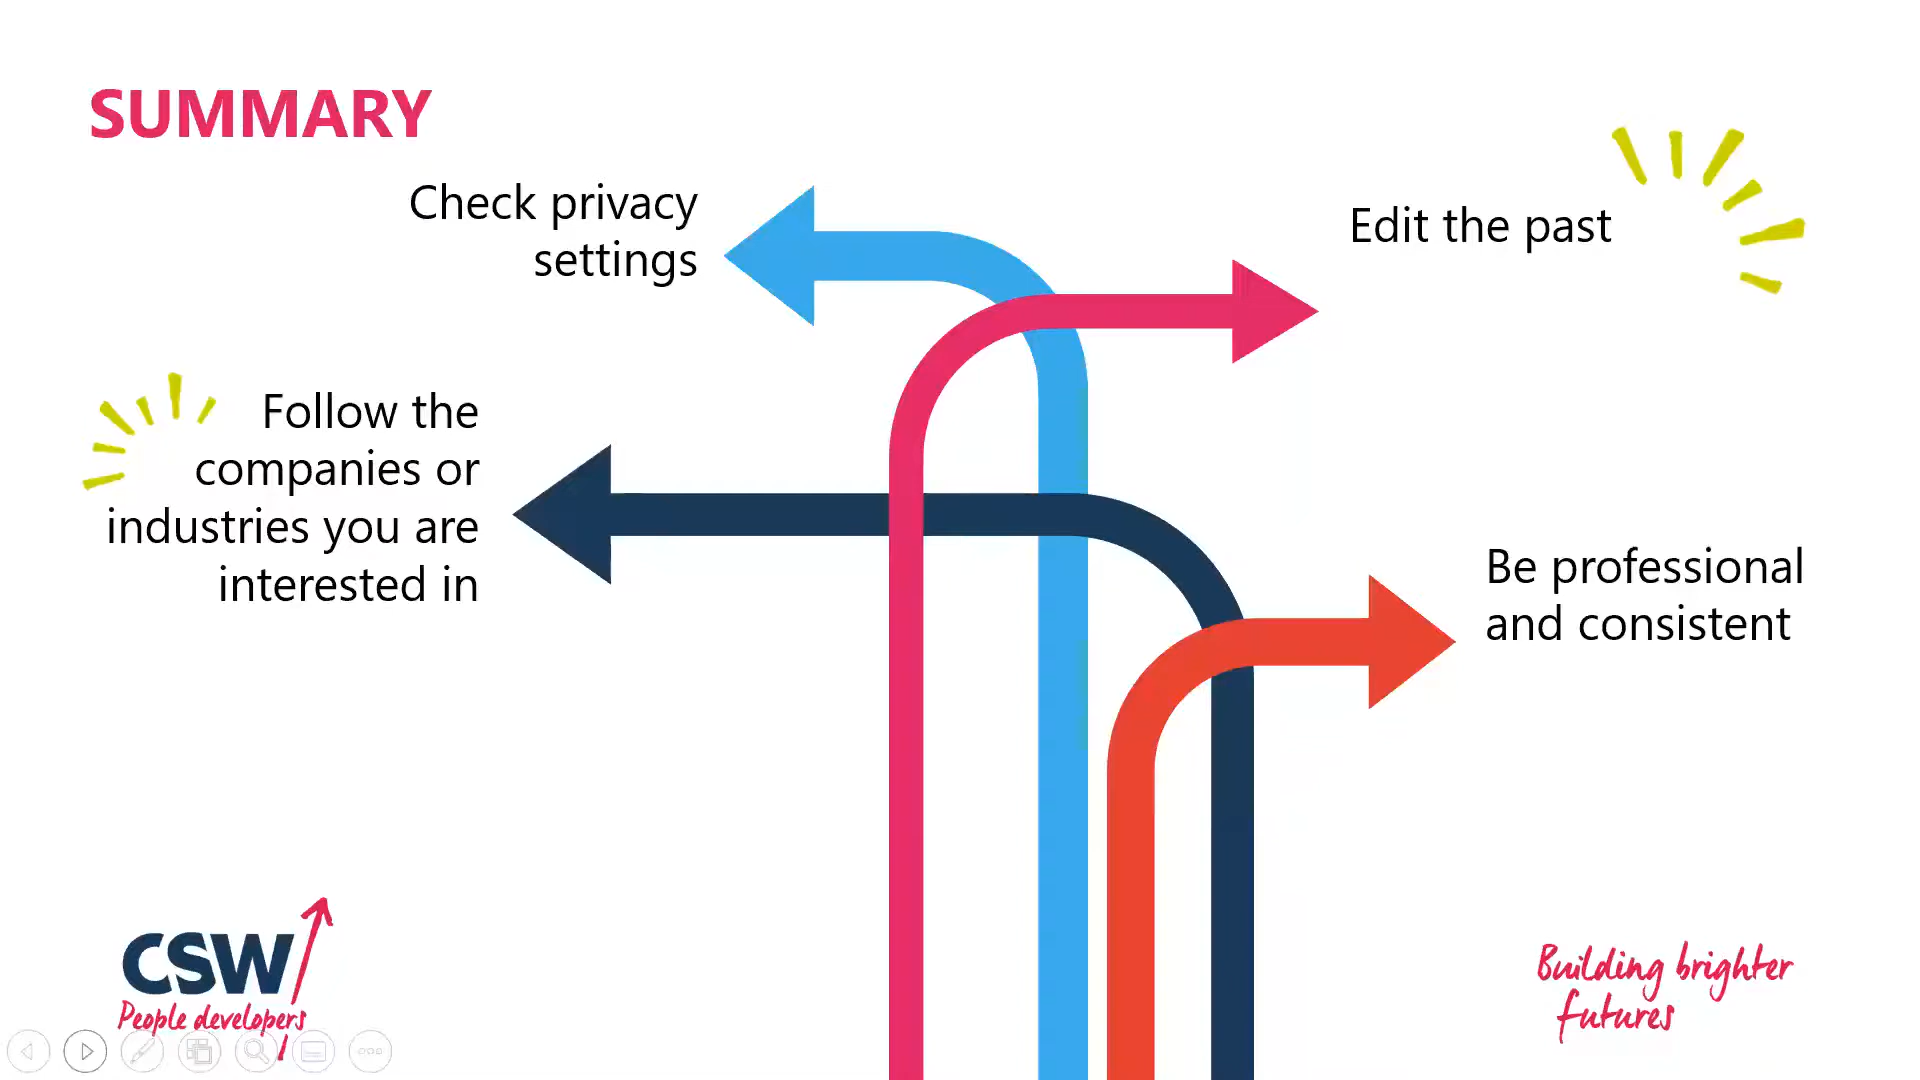 SUMMARY
Check privacy
settings
Edit the past
Follow the
companies or
industries you are
interested in
Be professional
and consistent
CSW
People developers
Building brighter
futures